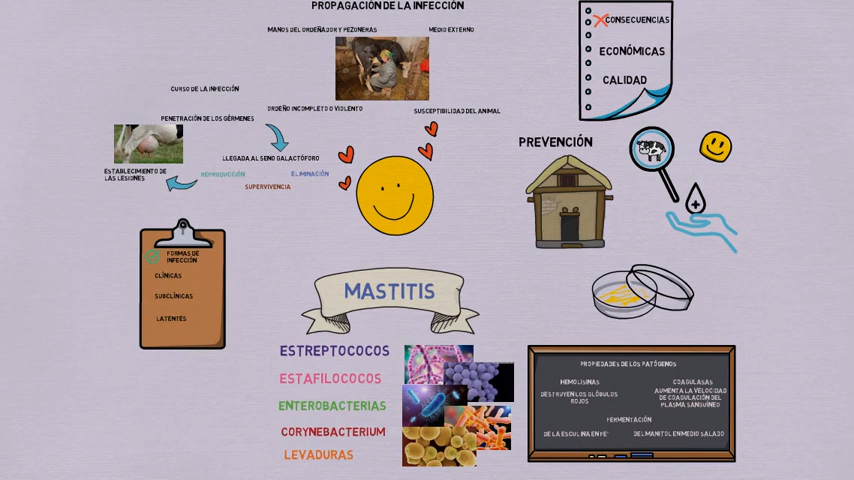 PROPAGACIÓN DE LA INFECCIÓN
MANOS DEL ORDEÑADOR Y PEZONERAS
MEDIO EXTERNO
ORDEÑO INCOMPLETO O VIOLENTO
SUSCEPTIBILIDAD DEL ANIMAL
CURSO DE LA INFECCIÓN
PENETRACIÓN DE LOS GÉRMENES
LLEGADA AL SENO GALACTÓFORO
REPRODUCCIÓN
ELIMINACIÓN
SUPERVIVENCIA
ESTABLECIMIENTO DE
LAS LESIONES
CONSECUENCIAS
ECONÓMICAS
CALIDAD
PREVENCIÓN
FORMAS DE
INFECCIÓN
CLÍNICAS
SUBCLÍNICAS
LATENTES
MASTITIS
ESTREPTOCOCOS
ESTAFILOCOCOS
ENTEROBACTERIAS
CORYNEBACTERIUM
LEVADURAS
PROPIEDADES DE LOS PATÓGENOS
HEMOLISINAS
DESTRUYEN LOS GLÓBULOS
ROJOS
COAGULASAS
AUMENTA LA VELOCIDAD
DE COAGULACIÓN DEL
PLASMA SANGUÍNEO
FERMENTACIÓN
DE LA ESCULINA EN FE⁺
DEL MANITOL EN MEDIO SALADO